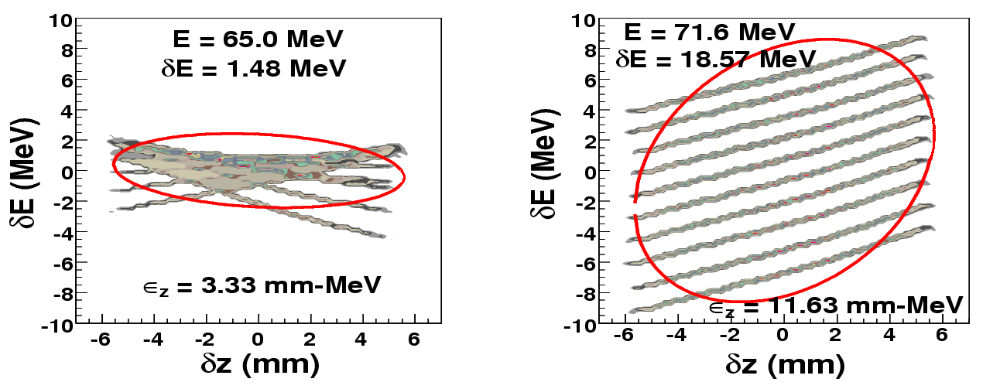 10
8
6
4
2
0
-2
-4
-6
-8
-10
δE (MeV)
E = 65.0 MeV
δE = 1.48 MeV
ϵz = 3.33 mm-MeV
-6 -4 -2 0 2 4 6
δz (mm)
10
8
6
4
2
0
-2
-4
-6
-8
-10
δE (MeV)
E = 71.6 MeV
δE = 18.57 MeV
ϵz = 11.63 mm-MeV
-6 -4 -2 0 2 4 6
δz (mm)